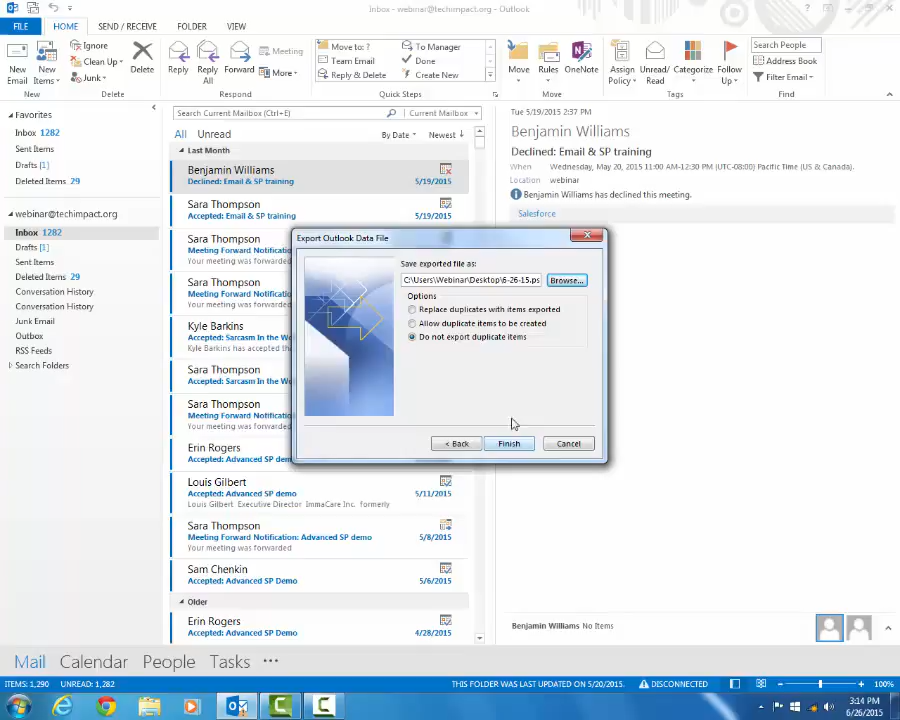 Inbox - webinar@techimpact.org - Outlook
FILE HOME SEND / RECEIVE FOLDER VIEW
New Email
New Items
Ignore
Clean Up
Junk
Delete
Reply
Reply All
Forward
Meeting
More
Move to: ?
Team Email
Reply & Delete
To Manager
Done
Create New
Move
Rules
OneNote
Assign Policy
Unread/ Read
Categorize
Follow Up
Search People
Address Book
Filter Email
New
Delete
Respond
Quick Steps
Move
Tags
Find
Favorites
Inbox 1282
Sent Items
Drafts [1]
Deleted Items 29
webinar@techimpact.org
Inbox 1282
Drafts [1]
Sent Items
Deleted Items 29
Conversation History
Conversation History
Junk Email
Outbox
RSS Feeds
Search Folders
Search Current Mailbox (Ctrl+E)
Current Mailbox
All Unread
By Date Newest
Last Month
Benjamin Williams
Declined: Email & SP training 5/19/2015
Sara Thompson
Accepted: Email & SP training 5/19/2015
Sara Thompson
Meeting Forward Notification
Your meeting was forwarded
Sara Thompson
Meeting Forward Notification
Your meeting was forwarded
Kyle Barkins
Accepted: Sarcasm In the Wo
Kyle Barkins has accepted th
Sara Thompson
Accepted: Sarcasm In the Wo
Sara Thompson
Meeting Forward Notificatio
Your meeting was forwarded
Erin Rogers
Accepted: Advanced SP demo
Louis Gilbert
Accepted: Advanced SP demo 5/11/2015
Louis Gilbert Executive Director ImmaCare Inc. formerly
Sara Thompson
Meeting Forward Notification: Advanced SP demo 5/8/2015
Your meeting was forwarded
Sam Chenkin
Accepted: Advanced SP Demo 5/6/2015
Older
Erin Rogers
Accepted: Advanced SP Demo 4/28/2015
Tue 5/19/2015 2:37 PM
Benjamin Williams
Declined: Email & SP training
When Wednesday, May 20, 2015 11:00 AM-12:30 PM (UTC-08:00) Pacific Time (US & Canada).
Location webinar
Benjamin Williams has declined this meeting.
Salesforce
Export Outlook Data File
Save exported file as:
C:\Users\Webinar\Desktop\6-26-15.ps
Browse...
Options
Replace duplicates with items exported
Allow duplicate items to be created
Do not export duplicate items
< Back
Finish
Cancel
Benjamin Williams No Items
Mail Calendar People Tasks •••
ITEMS: 1,290 UNREAD: 1,282
THIS FOLDER WAS LAST UPDATED ON 5/20/2015.
DISCONNECTED
100%
3:14 PM
6/26/2015